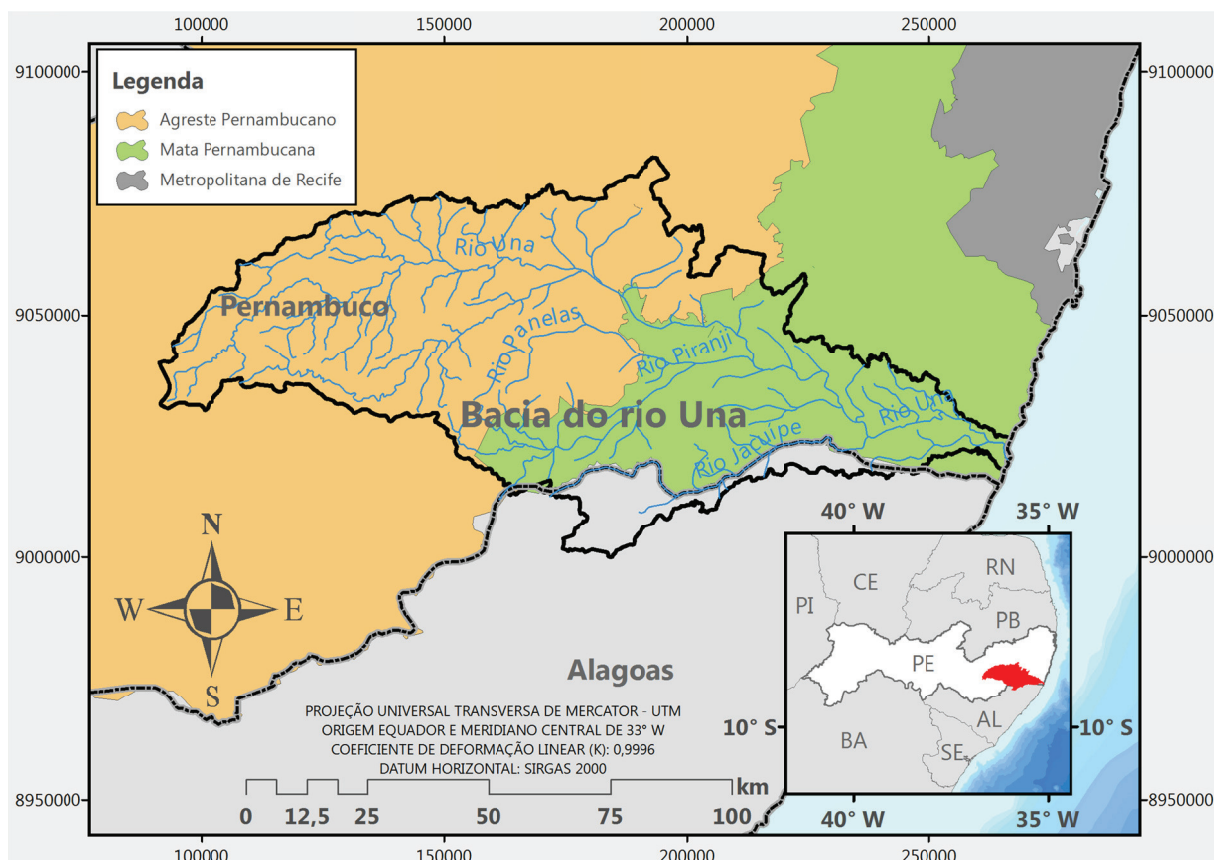 100000 150000 200000 250000
9100000 9100000
Legenda
Agreste Pernambucano
Mata Pernambucana
Metropolitana de Recife
Rio Una
9050000 Pernambuco 9050000
Rio Panelas
Rio Piranji
Rio Una
Bacia do rio Una
Rio Jacuípe
40° W 35° W
9000000 9000000
N
W E
S
RN
CE
PI
PB
PE
AL
10° S 10° S
BA
SE
40° W 35° W
Alagoas
PROJEÇÃO UNIVERSAL TRANSVERSA DE MERCATOR - UTM
ORIGEM EQUADOR E MERIDIANO CENTRAL DE 33° W
COEFICIENTE DE DEFORMAÇÃO LINEAR (K): 0,9996
DATUM HORIZONTAL: SIRGAS 2000
km
0 12,5 25 50 75 100
8950000 8950000
100000 150000 200000 250000